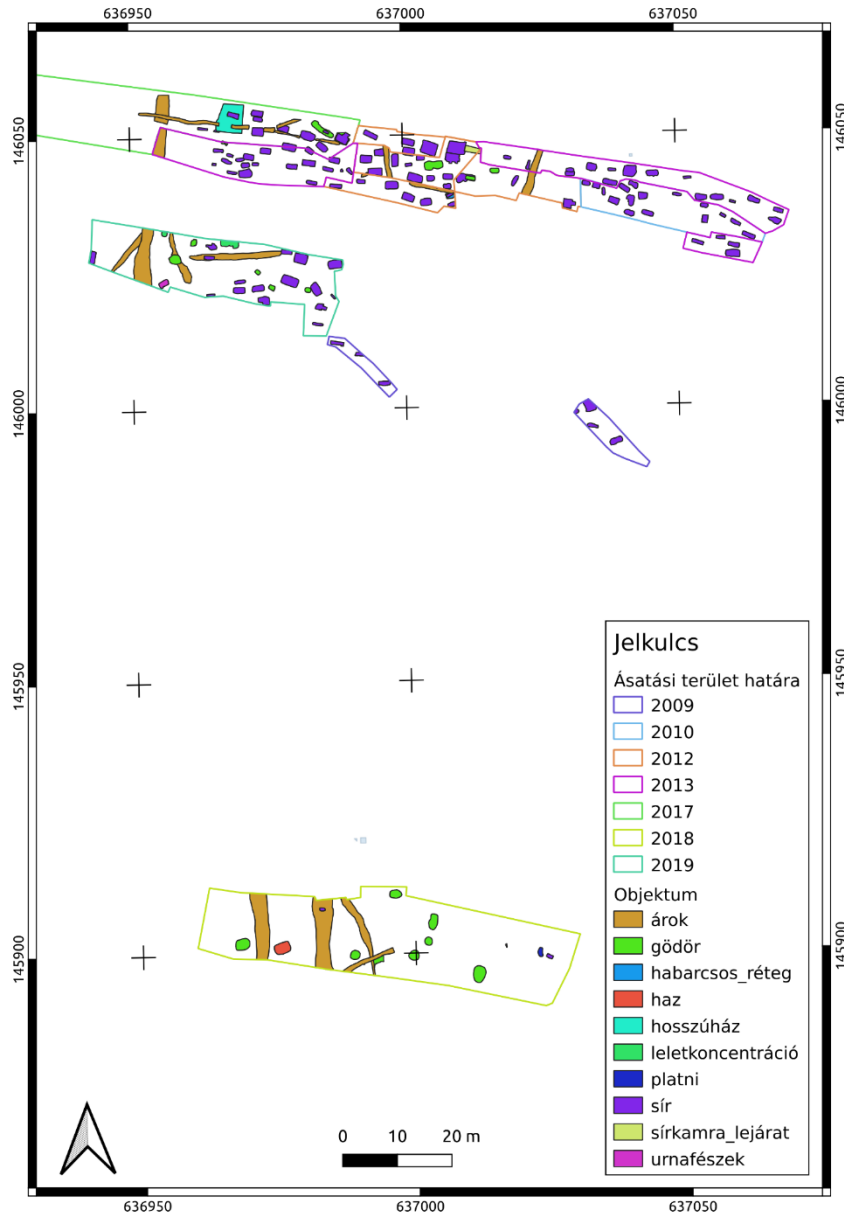 636950 637000 637050
146050 146050
146000 146000
145950 145950
145900 145900
Jelkulcs
Ásatási terület határa
2009
2010
2012
2013
2017
2018
2019
Objektum
árok
gödör
habarcsos_réteg
haz
hosszúház
leletkoncentráció
platni
sír
sírkamra_lejárat
urnafészek
0 10 20 m
636950 637000 637050